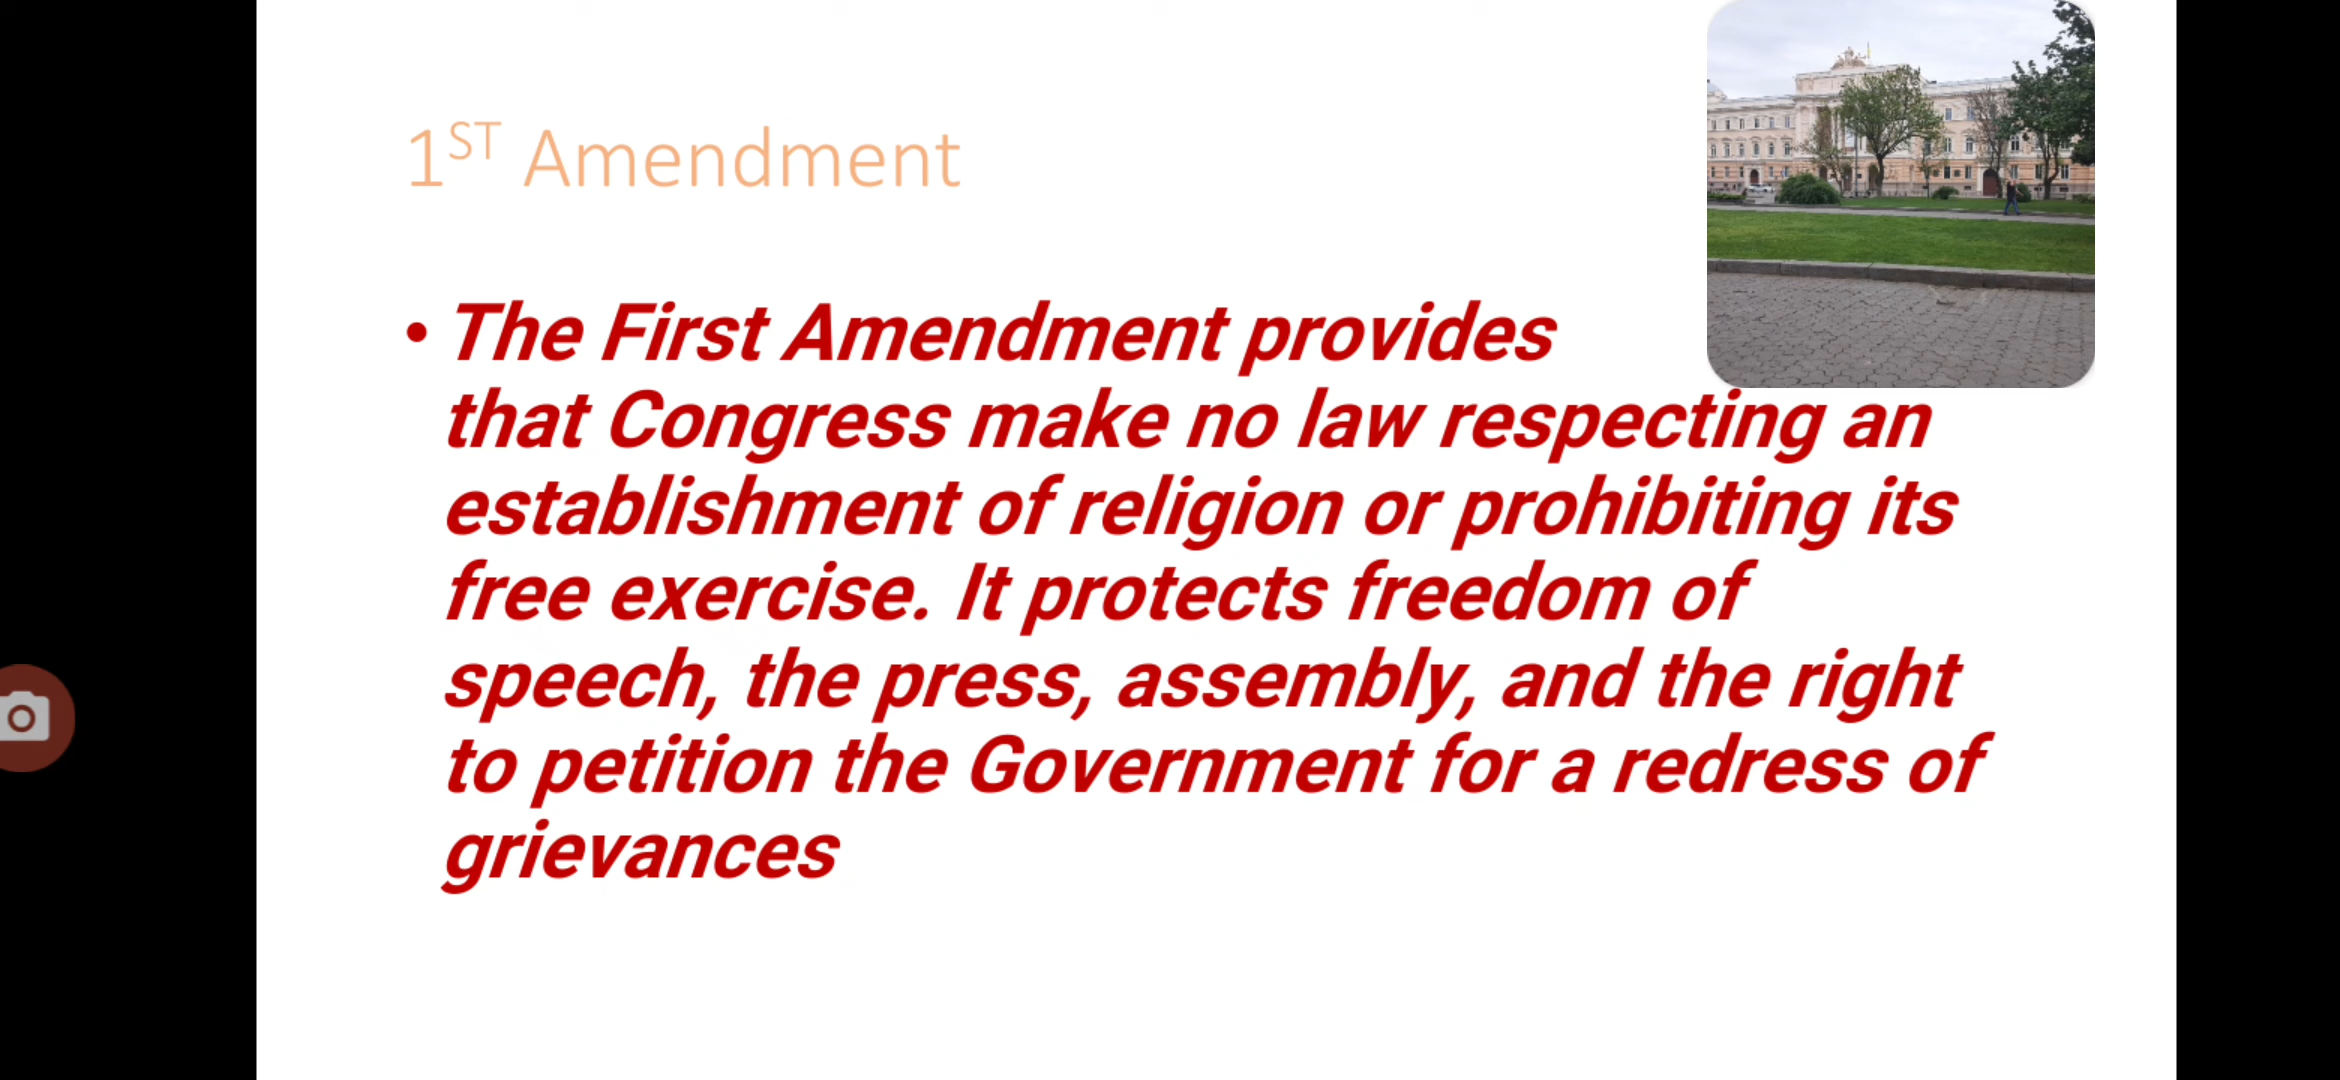 1ST Amendment
• The First Amendment provides
that Congress make no law respecting an
establishment of religion or prohibiting its
free exercise. It protects freedom of
speech, the press, assembly, and the right
to petition the Government for a redress of
grievances